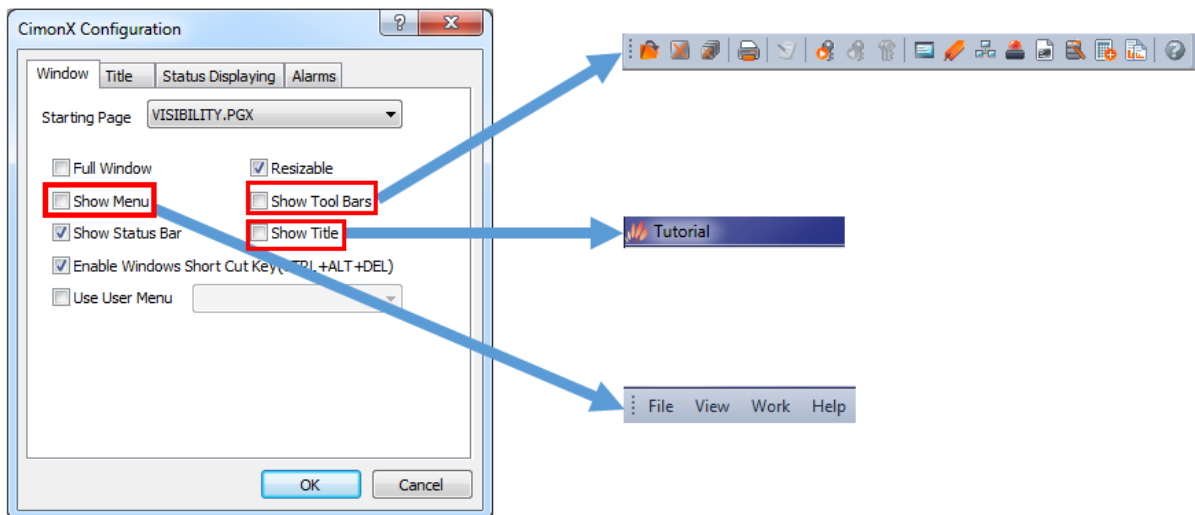 CimonX Configuration
Window Title Status Displaying Alarms
Starting Page VISIBILITY.PGX
Full Window Resizable
Show Menu Show Tool Bars
Show Status Bar Show Title
Tutorial
Enable Windows Short Cut Key(CTRL+ALT+DEL)
Use User Menu
File View Work Help
OK Cancel